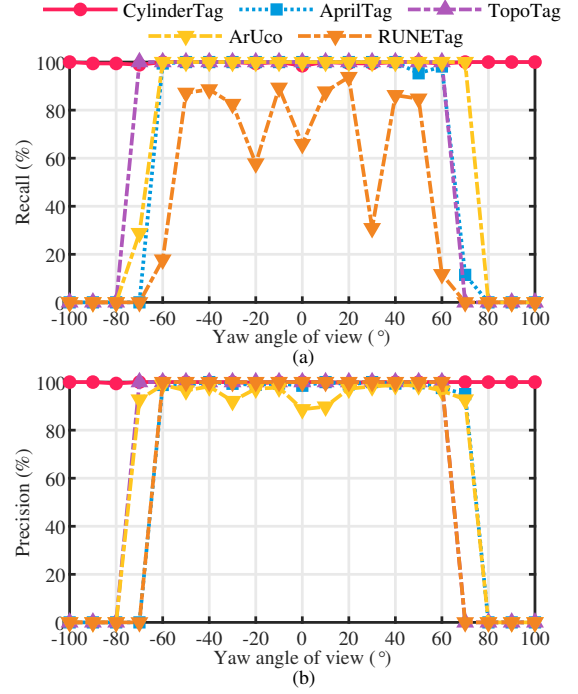 CylinderTag AprilTag TopoTag
ArUco RUNETag
100
80
60
40
20
0
Recall (%)
-100 -80 -60 -40 -20 0 20 40 60 80 100
Yaw angle of view (°)
(a)
100
80
60
40
20
0
Precision (%)
-100 -80 -60 -40 -20 0 20 40 60 80 100
Yaw angle of view (°)
(b)